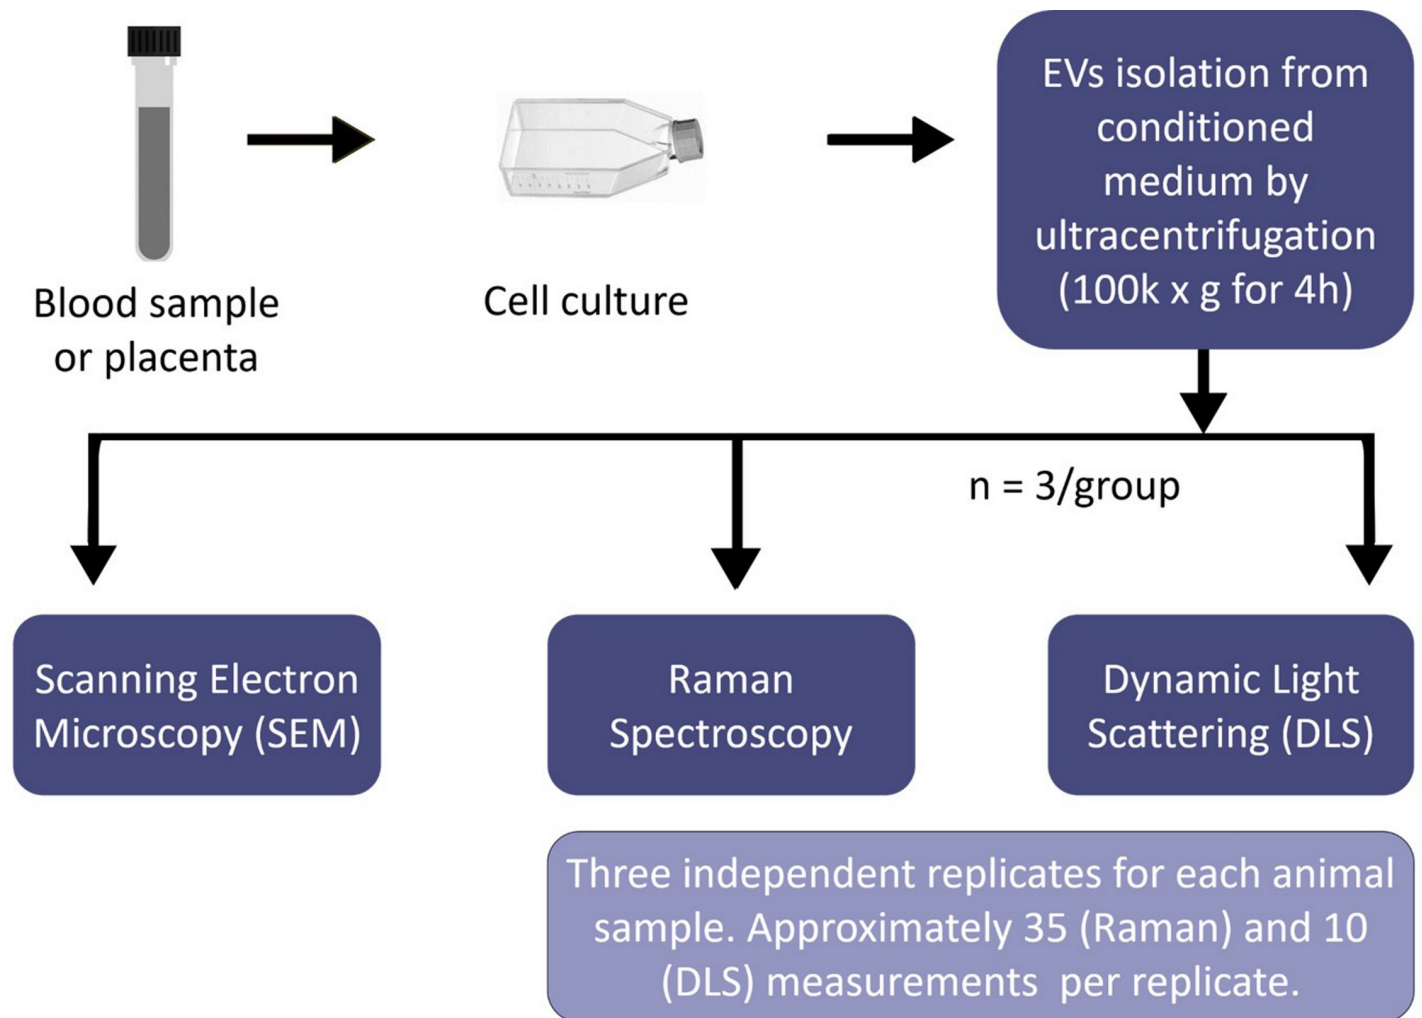 Blood sample
or placenta
Cell culture
EVs isolation from
conditioned
medium by
ultracentrifugation
(100k x g for 4h)
n = 3/group
Scanning Electron
Microscopy (SEM)
Raman
Spectroscopy
Dynamic Light
Scattering (DLS)
Three independent replicates for each animal
sample. Approximately 35 (Raman) and 10
(DLS) measurements  per replicate.